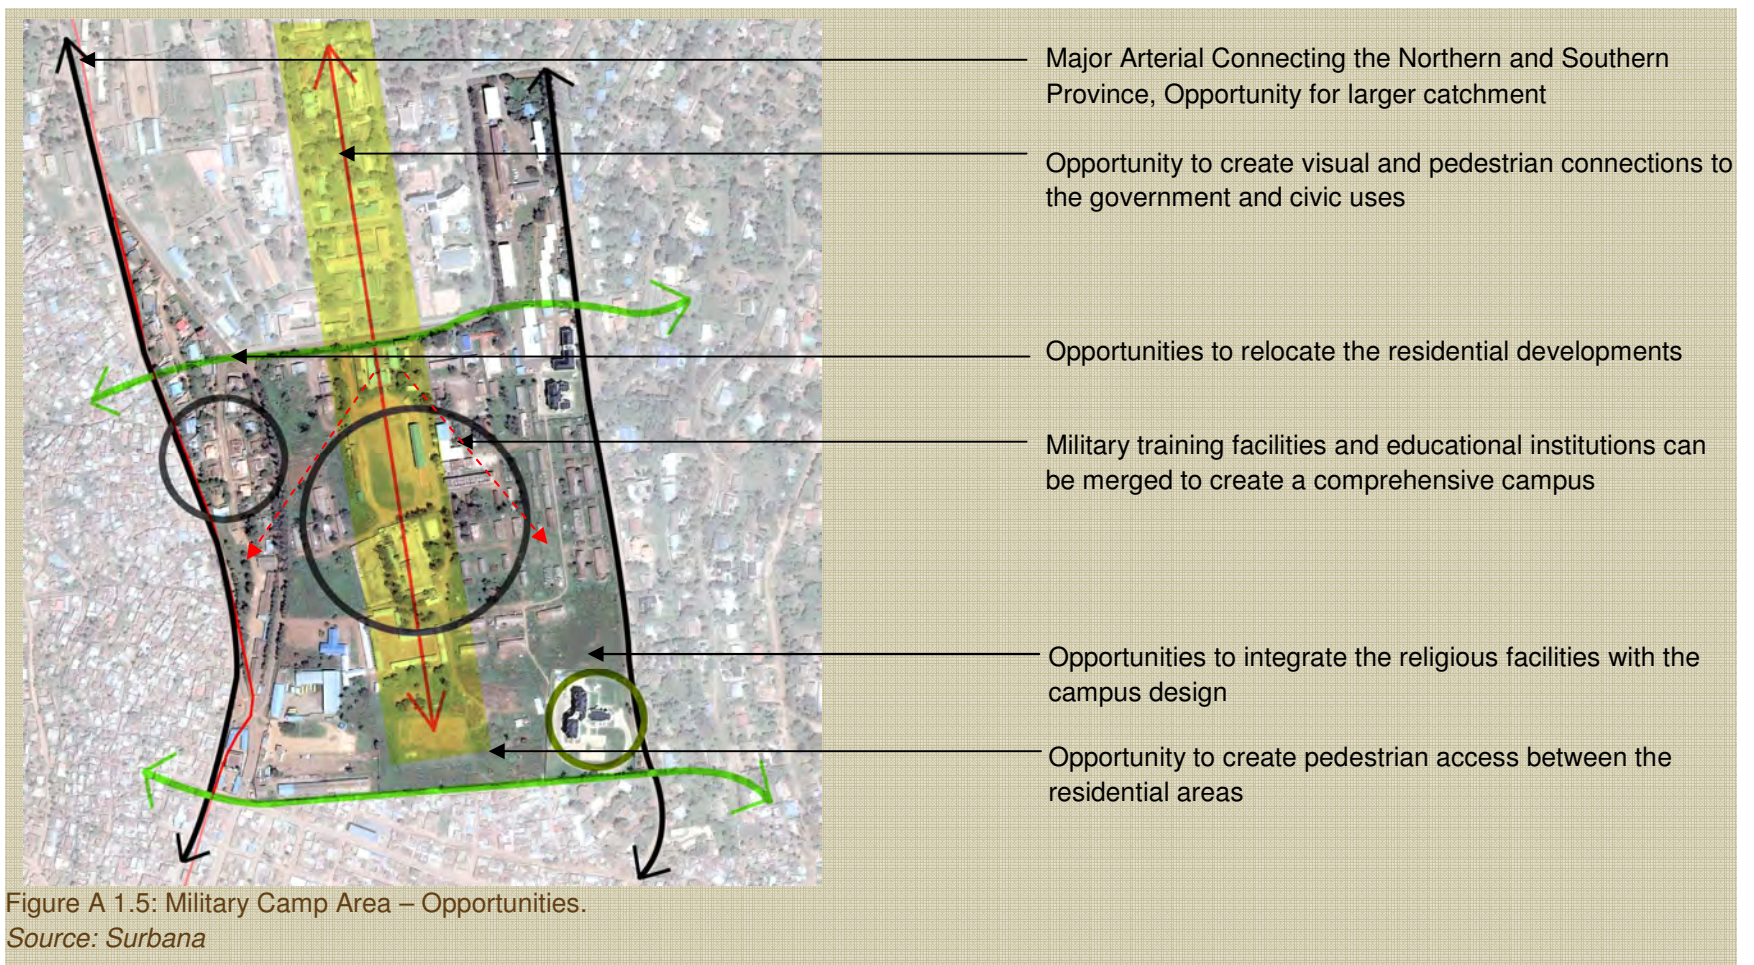 Major Arterial Connecting the Northern and Southern
Province, Opportunity for larger catchment
Opportunity to create visual and pedestrian connections to
the government and civic uses
Opportunities to relocate the residential developments
Military training facilities and educational institutions can
be merged to create a comprehensive campus
Opportunities to integrate the religious facilities with the
campus design
Opportunity to create pedestrian access between the
residential areas
Figure A 1.5: Military Camp Area – Opportunities.
Source: Surbana